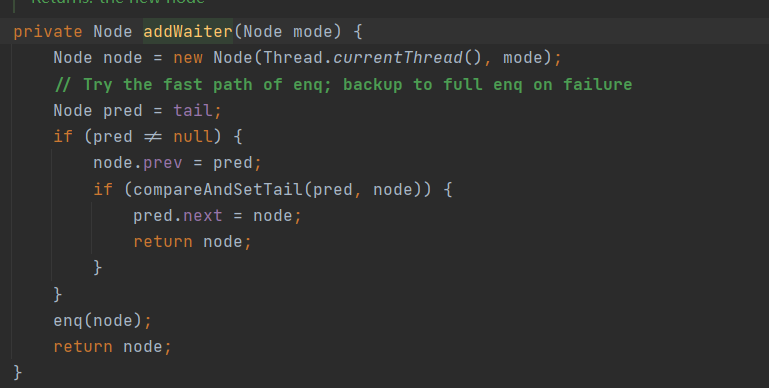 Returns: the new node
private Node addWaiter(Node mode) {
    Node node = new Node(Thread.currentThread(), mode);
    // Try the fast path of enq; backup to full enq on failure
    Node pred = tail;
    if (pred != null) {
        node.prev = pred;
        if (compareAndSetTail(pred, node)) {
            pred.next = node;
            return node;
        }
    }
    enq(node);
    return node;
}